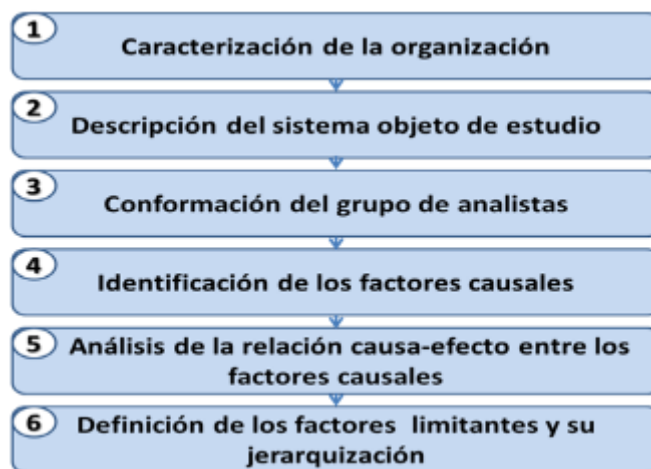 1
Caracterización de la organización
2
Descripción del sistema objeto de estudio
3
Conformación del grupo de analistas
4
Identificación de los factores causales
5
Análisis de la relación causa-efecto entre los
factores causales
6
Definición de los factores limitantes y su
jerarquización